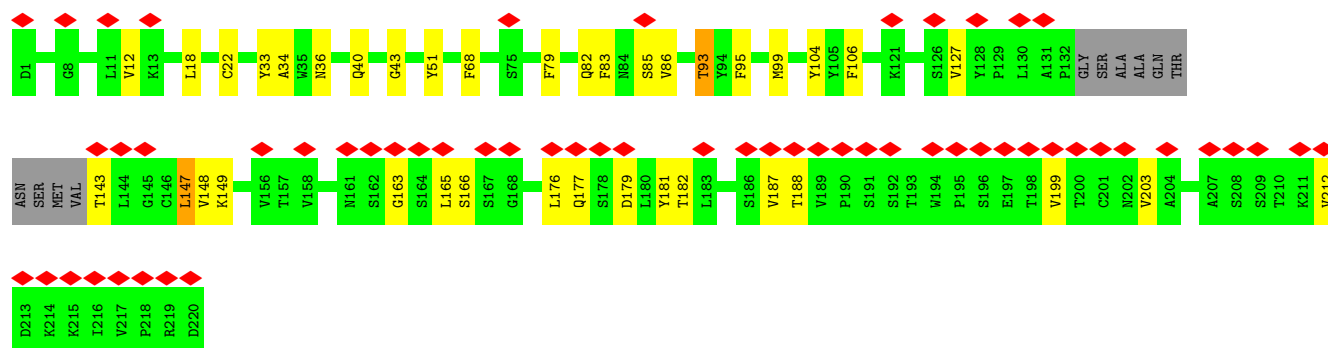 D1 G8 L11 V12 K13 L18 C22 Y33 A34 W35 N36 Q40 G43 Y51 F68 S75 F79 Q82 F83 N84 S85 V86 T93 Y94 F95 M99 Y104 Y105 F106 K121 S126 V127 Y128 P129 L130 A131 P132 GLY SER ALA ALA GLN THR
ASN SER MET VAL T143 L144 G145 C146 L147 V148 K149 V156 T157 V158 N161 S162 G163 S164 L165 S166 S167 G168 L176 Q177 S178 D179 L180 Y181 T182 L183 S186 V187 T188 V189 P190 S191 S192 T193 W194 P195 S196 E197 T198 V199 T200 C201 N202 V203 A204 A207 S208 S209 T210 K211 V212
D213 K214 K215 I216 V217 P218 R219 D220